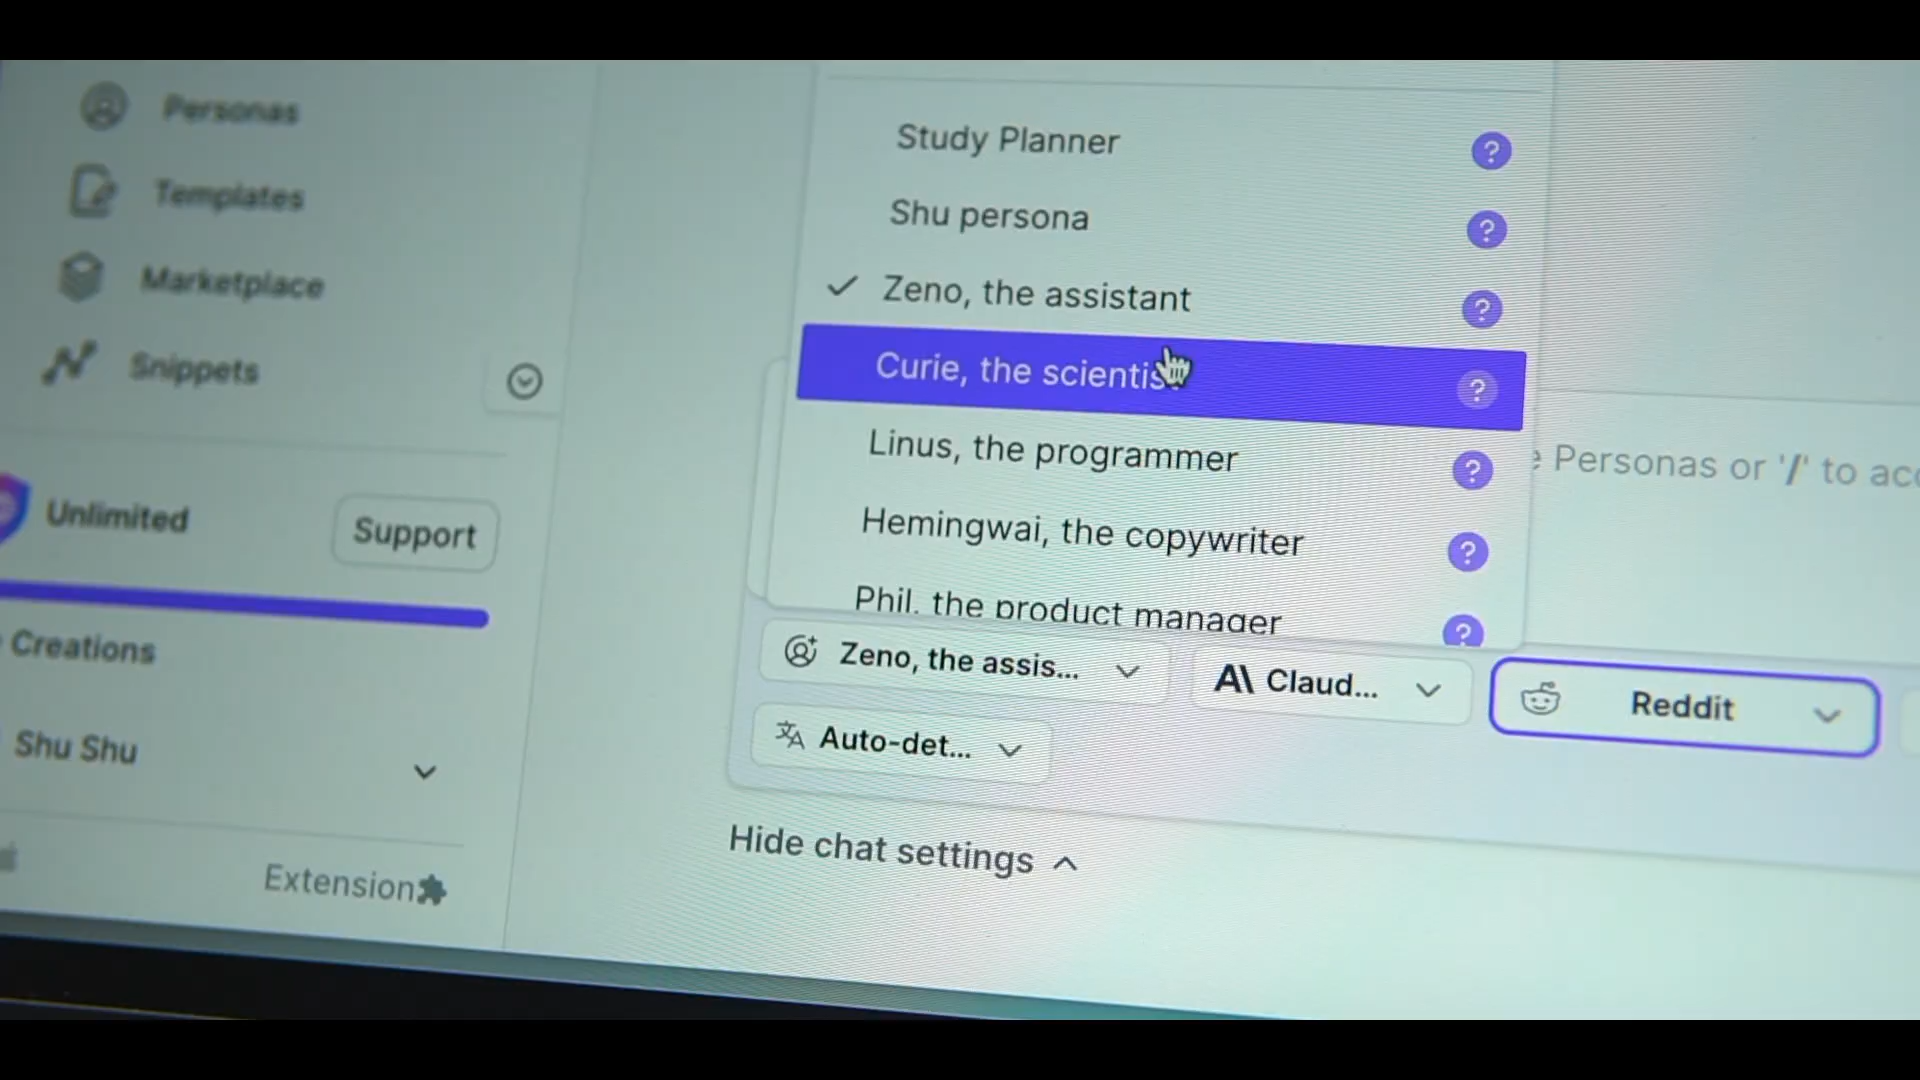 Personas
Templates
Marketplace
Snippets
Unlimited
Support
Creations
Shu Shu
Extension
Study Planner
?
Shu persona
?
Zeno, the assistant
?
Curie, the scientis
?
Linus, the programmer
?
Hemingwai, the copywriter
?
Phil, the product manager
?
Personas or '/' to acc
Zeno, the assis...
A\ Claud...
Reddit
Auto-det...
Hide chat settings